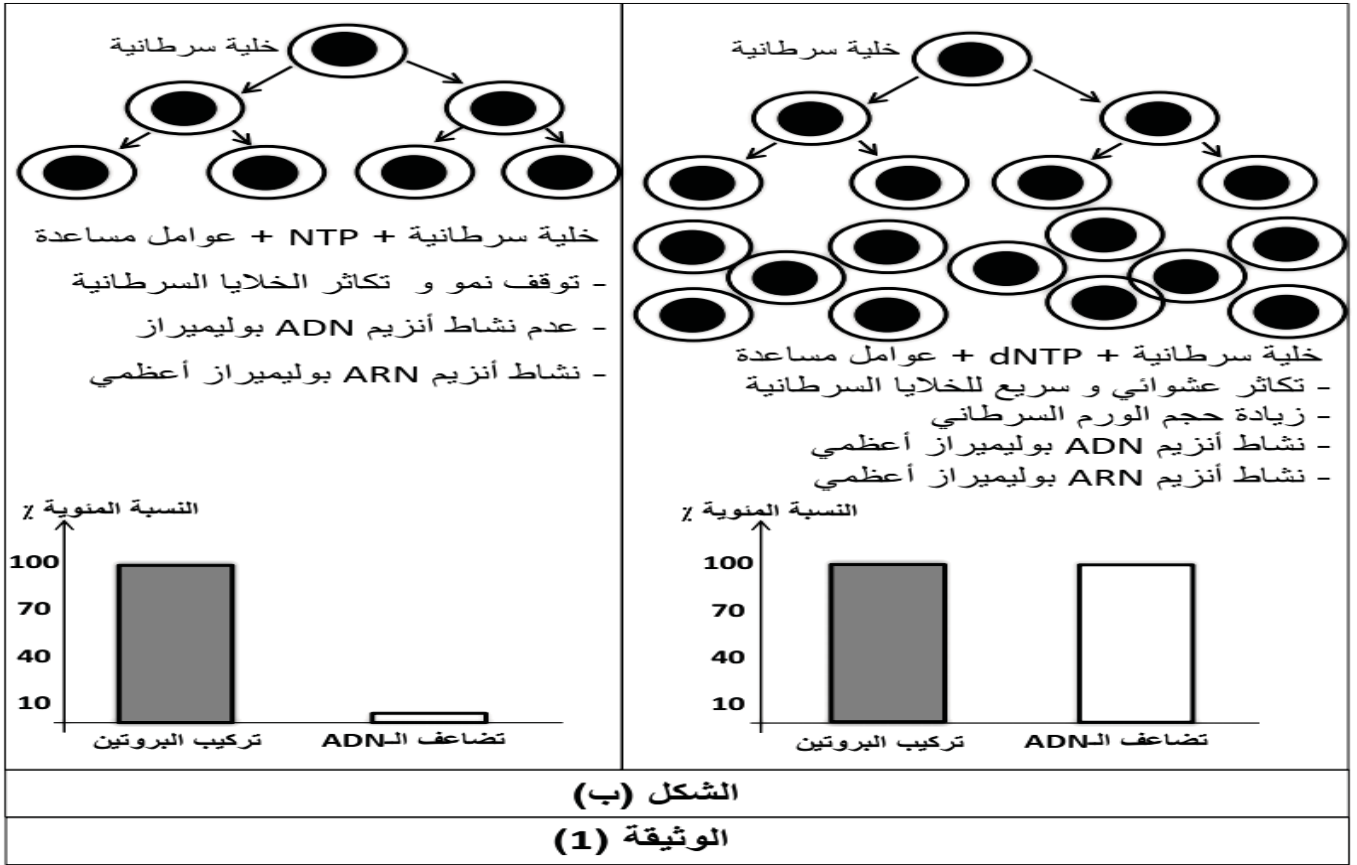 خلية سرطانية
خلية سرطانية + dNTP + عوامل مساعدة
- تكاثر عشوائي و سريع للخلايا السرطانية
- زيادة حجم الورم السرطاني
- نشاط أنزيم ADN بوليميراز أعظمي
- نشاط أنزيم ARN بوليميراز أعظمي
النسبة المئوية %
100
70
40
10
تركيب البروتين
تضاعف الـADN
خلية سرطانية
خلية سرطانية + NTP + عوامل مساعدة
- توقف نمو و تكاثر الخلايا السرطانية
- عدم نشاط أنزيم ADN بوليميراز
- نشاط أنزيم ARN بوليميراز أعظمي
النسبة المئوية %
100
70
40
10
تركيب البروتين
تضاعف الـADN
الشكل (ب)
الوثيقة (1)